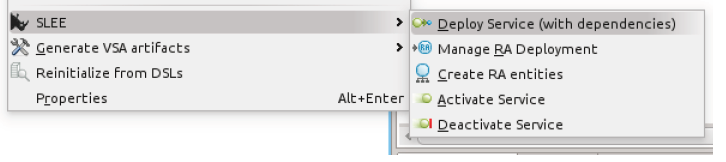 SLEE
Generate VSA artifacts
Reinitialize from DSLs
Properties Alt+Enter
Deploy Service (with dependencies)
Manage RA Deployment
Create RA entities
Activate Service
Deactivate Service